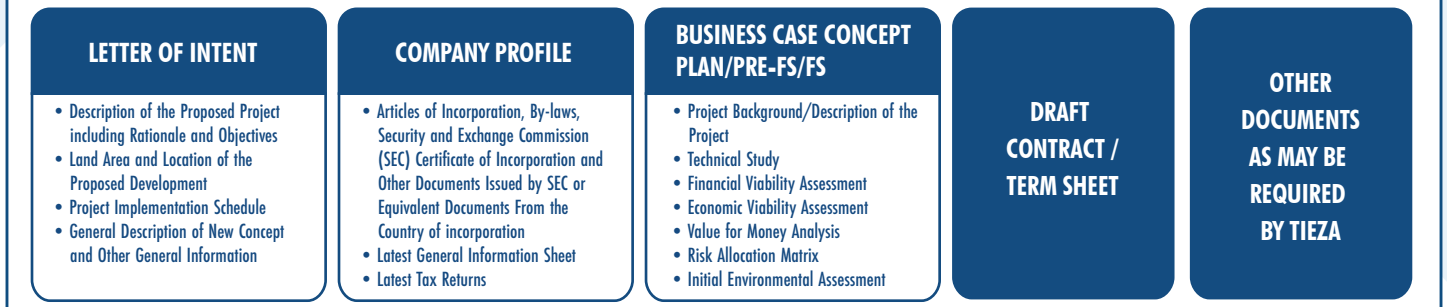 LETTER OF INTENT
• Description of the Proposed Project
including Rationale and Objectives
• Land Area and Location of the
Proposed Development
• Project Implementation Schedule
• General Description of New Concept
and Other General Information
COMPANY PROFILE
• Articles of Incorporation, By-laws,
Security and Exchange Commission
(SEC) Certificate of Incorporation and
Other Documents Issued by SEC or
Equivalent Documents From the
Country of incorporation
• Latest General Information Sheet
• Latest Tax Returns
BUSINESS CASE CONCEPT
PLAN/PRE-FS/FS
• Project Background/Description of the
Project
• Technical Study
• Financial Viability Assessment
• Economic Viability Assessment
• Value for Money Analysis
• Risk Allocation Matrix
• Initial Environmental Assessment
DRAFT
CONTRACT /
TERM SHEET
OTHER
DOCUMENTS
AS MAY BE
REQUIRED
BY TIEZA